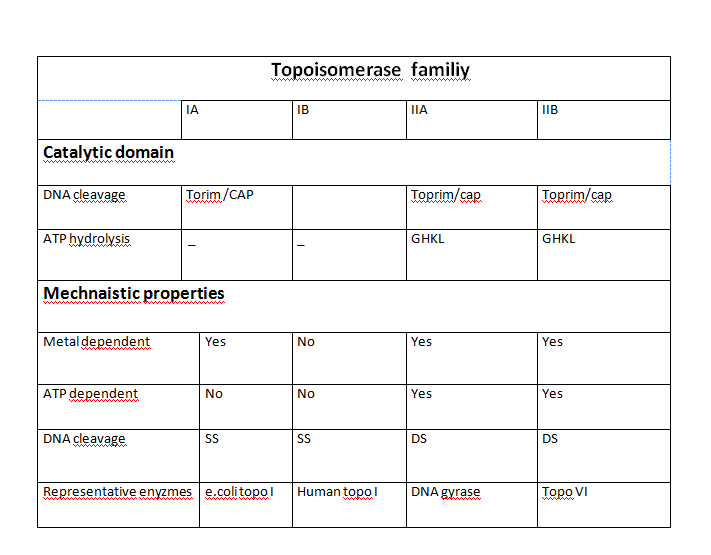 Topoisomerase familiy
IA IB IIA IIB
Catalytic domain
DNA cleavage Torim /CAP Toprim/cap Toprim/cap
ATP hydrolysis _ _ GHKL GHKL
Mechnaistic properties
Metal dependent Yes No Yes Yes
ATP dependent No No Yes Yes
DNA cleavage SS SS DS DS
Representative enyzmes e.coli topo I Human topo I DNA gyrase Topo VI